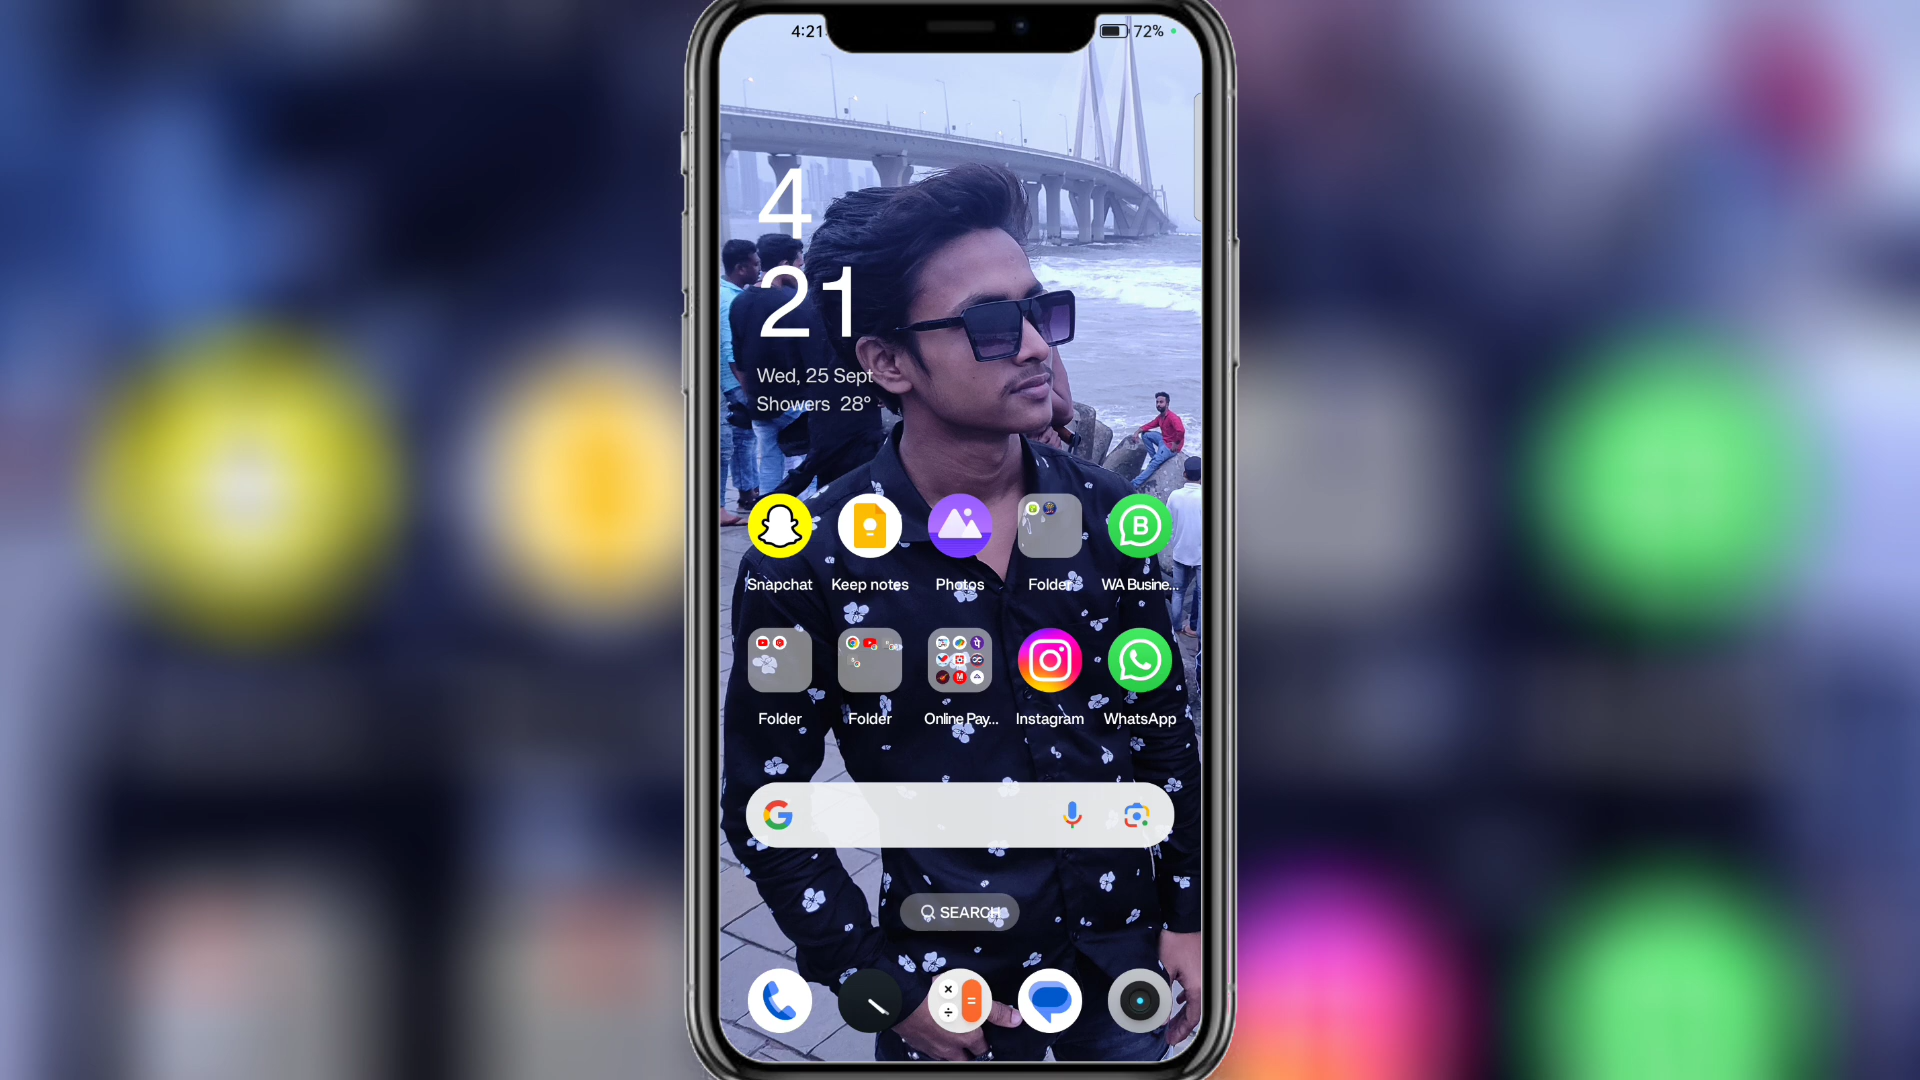 4:21
72%
4
21
Wed, 25 Sept
Showers 28°
B
Snapchat
Keep notes
Photos
Folder
WA Busine...
Folder
Folder
Online Pay...
Instagram
WhatsApp
G
SEARCH
× =
÷